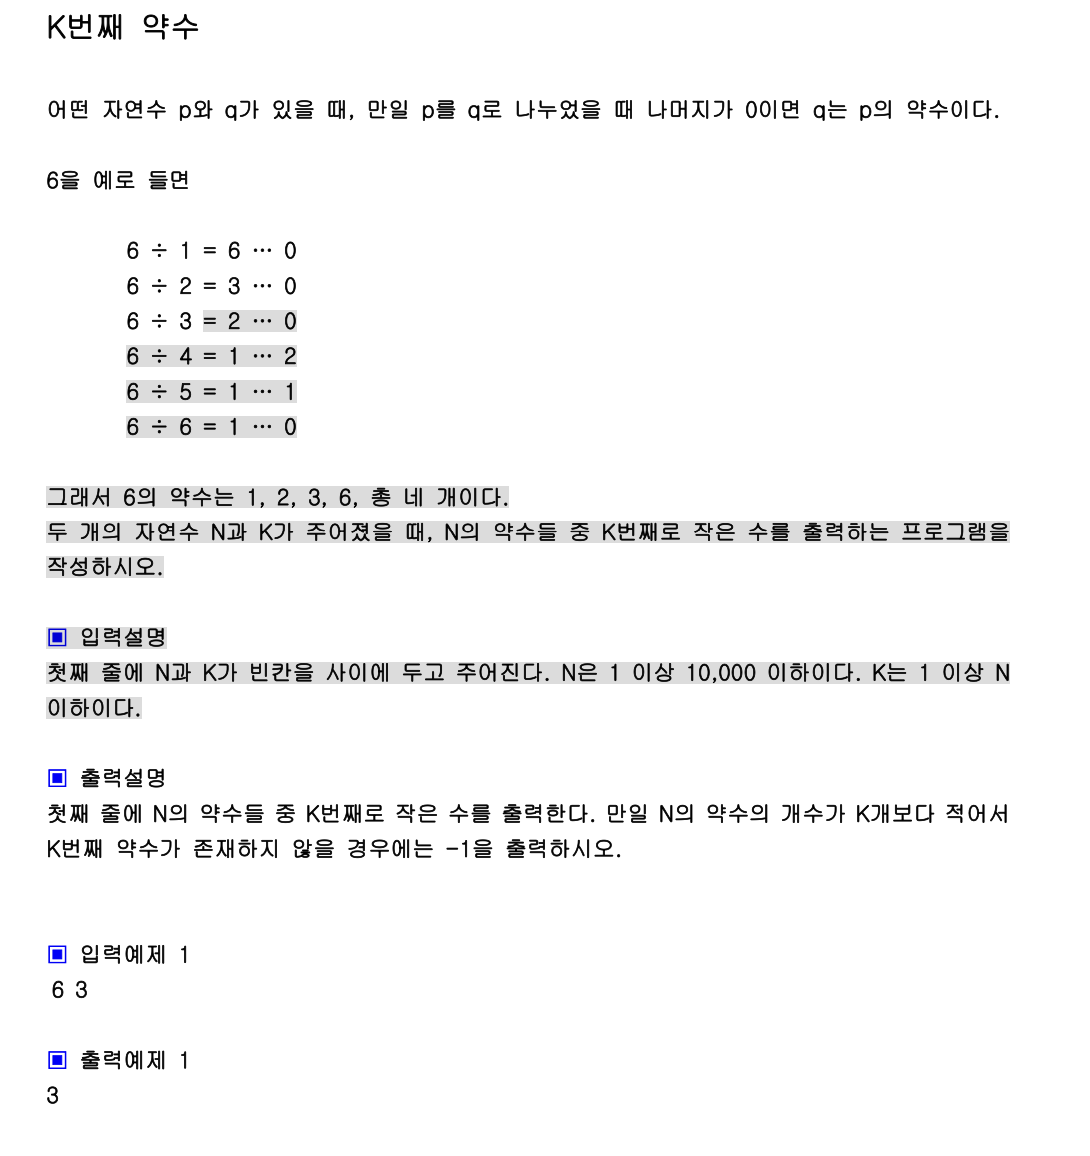 K번째 약수
어떤 자연수 p와 q가 있을 때, 만일 p를 q로 나누었을 때 나머지가 0이면 q는 p의 약수이다.
6을 예로 들면
6 ÷ 1 = 6 … 0
6 ÷ 2 = 3 … 0
6 ÷ 3 = 2 … 0
6 ÷ 4 = 1 … 2
6 ÷ 5 = 1 … 1
6 ÷ 6 = 1 … 0
그래서 6의 약수는 1, 2, 3, 6, 총 네 개이다.
두 개의 자연수 N과 K가 주어졌을 때, N의 약수들 중 K번째로 작은 수를 출력하는 프로그램을
작성하시오.
▣ 입력설명
첫째 줄에 N과 K가 빈칸을 사이에 두고 주어진다. N은 1 이상 10,000 이하이다. K는 1 이상 N
이하이다.
▣ 출력설명
첫째 줄에 N의 약수들 중 K번째로 작은 수를 출력한다. 만일 N의 약수의 개수가 K개보다 적어서
K번째 약수가 존재하지 않을 경우에는 -1을 출력하시오.
▣ 입력예제 1
6 3
▣ 출력예제 1
3